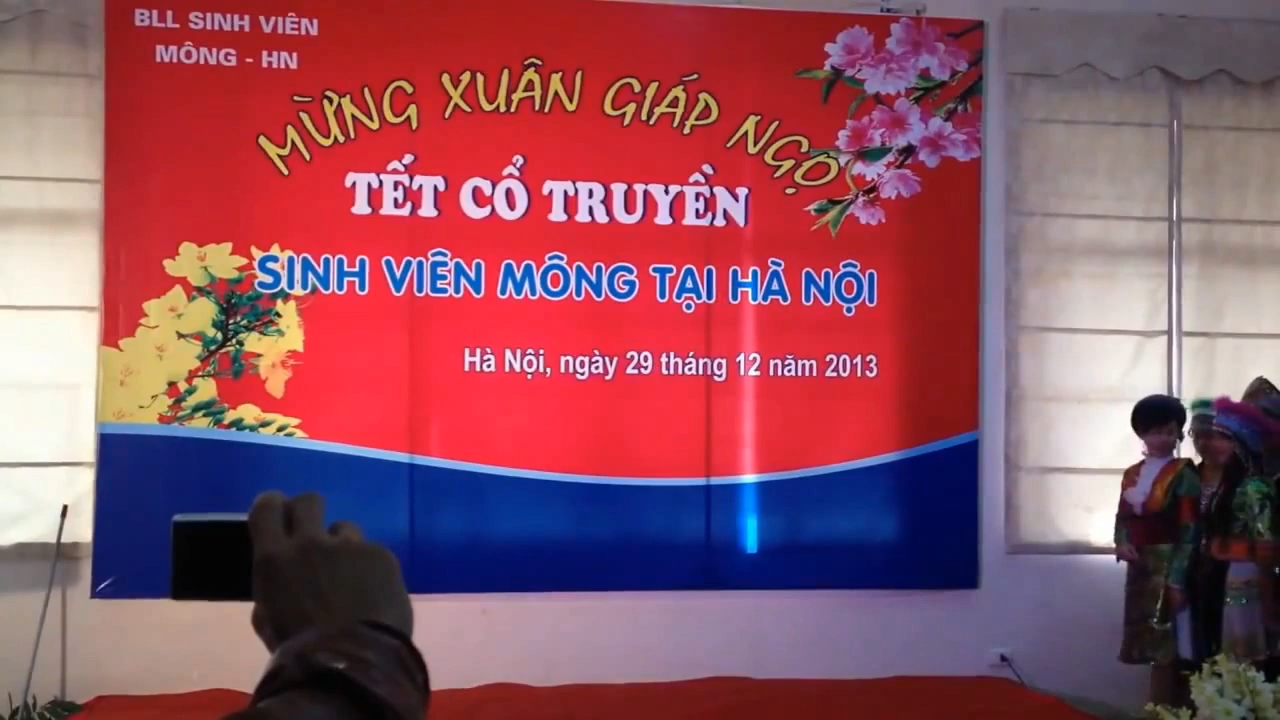 BLL SINH VIÊN
MÔNG - HN
MỪNG XUÂN GIÁP NGỌ
TẾT CỔ TRUYỀN
SINH VIÊN MÔNG TẠI HÀ NỘI
Hà Nội, ngày 29 tháng 12 năm 2013